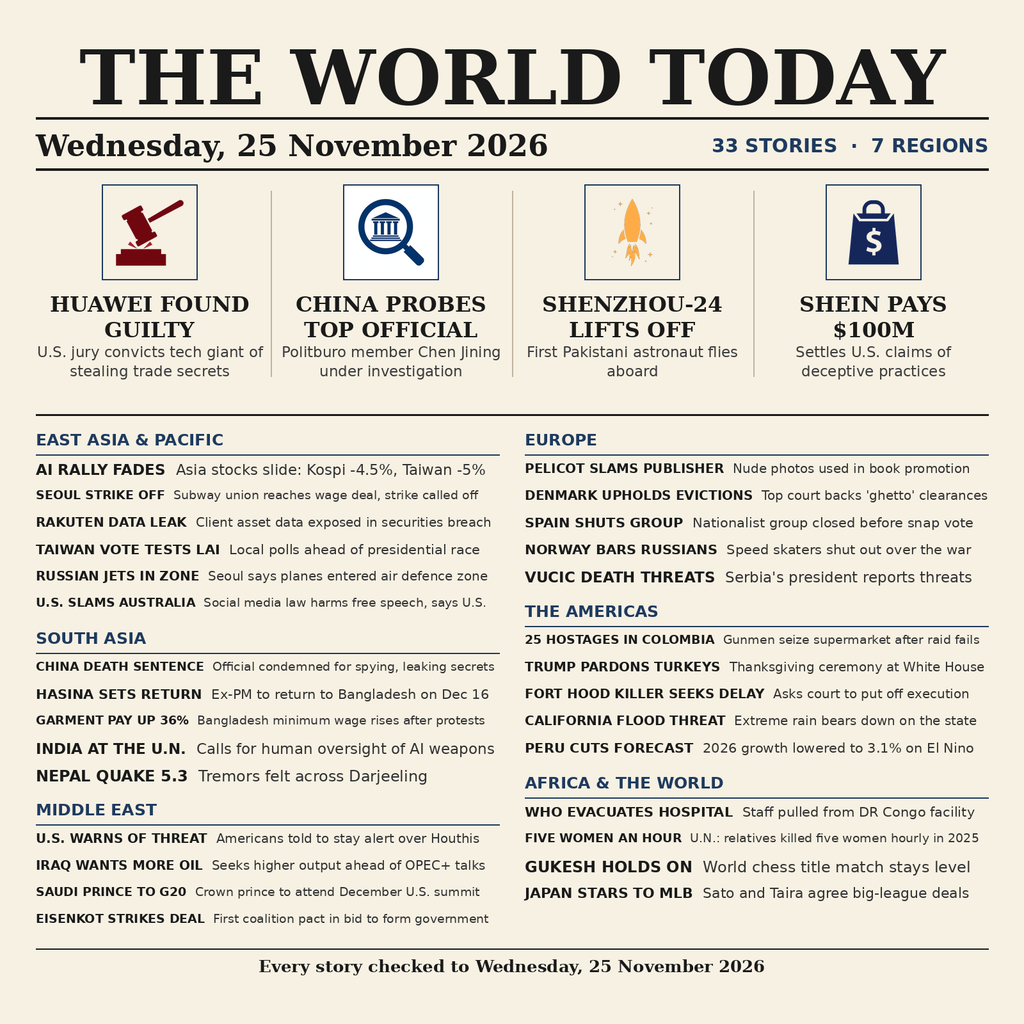 THE WORLD TODAY
Wednesday, 25 November 2026
33 STORIES · 7 REGIONS
HUAWEI FOUND
GUILTY
U.S. jury convicts tech giant of
stealing trade secrets
CHINA PROBES
TOP OFFICIAL
Politburo member Chen Jining
under investigation
SHENZHOU-24
LIFTS OFF
First Pakistani astronaut flies
aboard
$
SHEIN PAYS
$100M
Settles U.S. claims of
deceptive practices
EAST ASIA & PACIFIC
AI RALLY FADES Asia stocks slide: Kospi -4.5%, Taiwan -5%
SEOUL STRIKE OFF Subway union reaches wage deal, strike called off
RAKUTEN DATA LEAK Client asset data exposed in securities breach
TAIWAN VOTE TESTS LAI Local polls ahead of presidential race
RUSSIAN JETS IN ZONE Seoul says planes entered air defence zone
U.S. SLAMS AUSTRALIA Social media law harms free speech, says U.S.
SOUTH ASIA
CHINA DEATH SENTENCE Official condemned for spying, leaking secrets
HASINA SETS RETURN Ex-PM to return to Bangladesh on Dec 16
GARMENT PAY UP 36% Bangladesh minimum wage rises after protests
INDIA AT THE U.N. Calls for human oversight of AI weapons
NEPAL QUAKE 5.3 Tremors felt across Darjeeling
MIDDLE EAST
U.S. WARNS OF THREAT Americans told to stay alert over Houthis
IRAQ WANTS MORE OIL Seeks higher output ahead of OPEC+ talks
SAUDI PRINCE TO G20 Crown prince to attend December U.S. summit
EISENKOT STRIKES DEAL First coalition pact in bid to form government
EUROPE
PELICOT SLAMS PUBLISHER Nude photos used in book promotion
DENMARK UPHOLDS EVICTIONS Top court backs 'ghetto' clearances
SPAIN SHUTS GROUP Nationalist group closed before snap vote
NORWAY BARS RUSSIANS Speed skaters shut out over the war
VUCIC DEATH THREATS Serbia's president reports threats
THE AMERICAS
25 HOSTAGES IN COLOMBIA Gunmen seize supermarket after raid fails
TRUMP PARDONS TURKEYS Thanksgiving ceremony at White House
FORT HOOD KILLER SEEKS DELAY Asks court to put off execution
CALIFORNIA FLOOD THREAT Extreme rain bears down on the state
PERU CUTS FORECAST 2026 growth lowered to 3.1% on El Nino
AFRICA & THE WORLD
WHO EVACUATES HOSPITAL Staff pulled from DR Congo facility
FIVE WOMEN AN HOUR U.N.: relatives killed five women hourly in 2025
GUKESH HOLDS ON World chess title match stays level
JAPAN STARS TO MLB Sato and Taira agree big-league deals
Every story checked to Wednesday, 25 November 2026